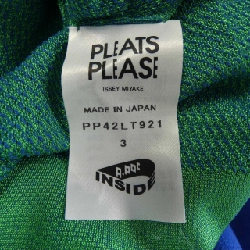 PLEATS
PLEASE
ISSEY MIYAKE
MADE IN JAPAN
PP42LT921
3
A-POC
INSIDE